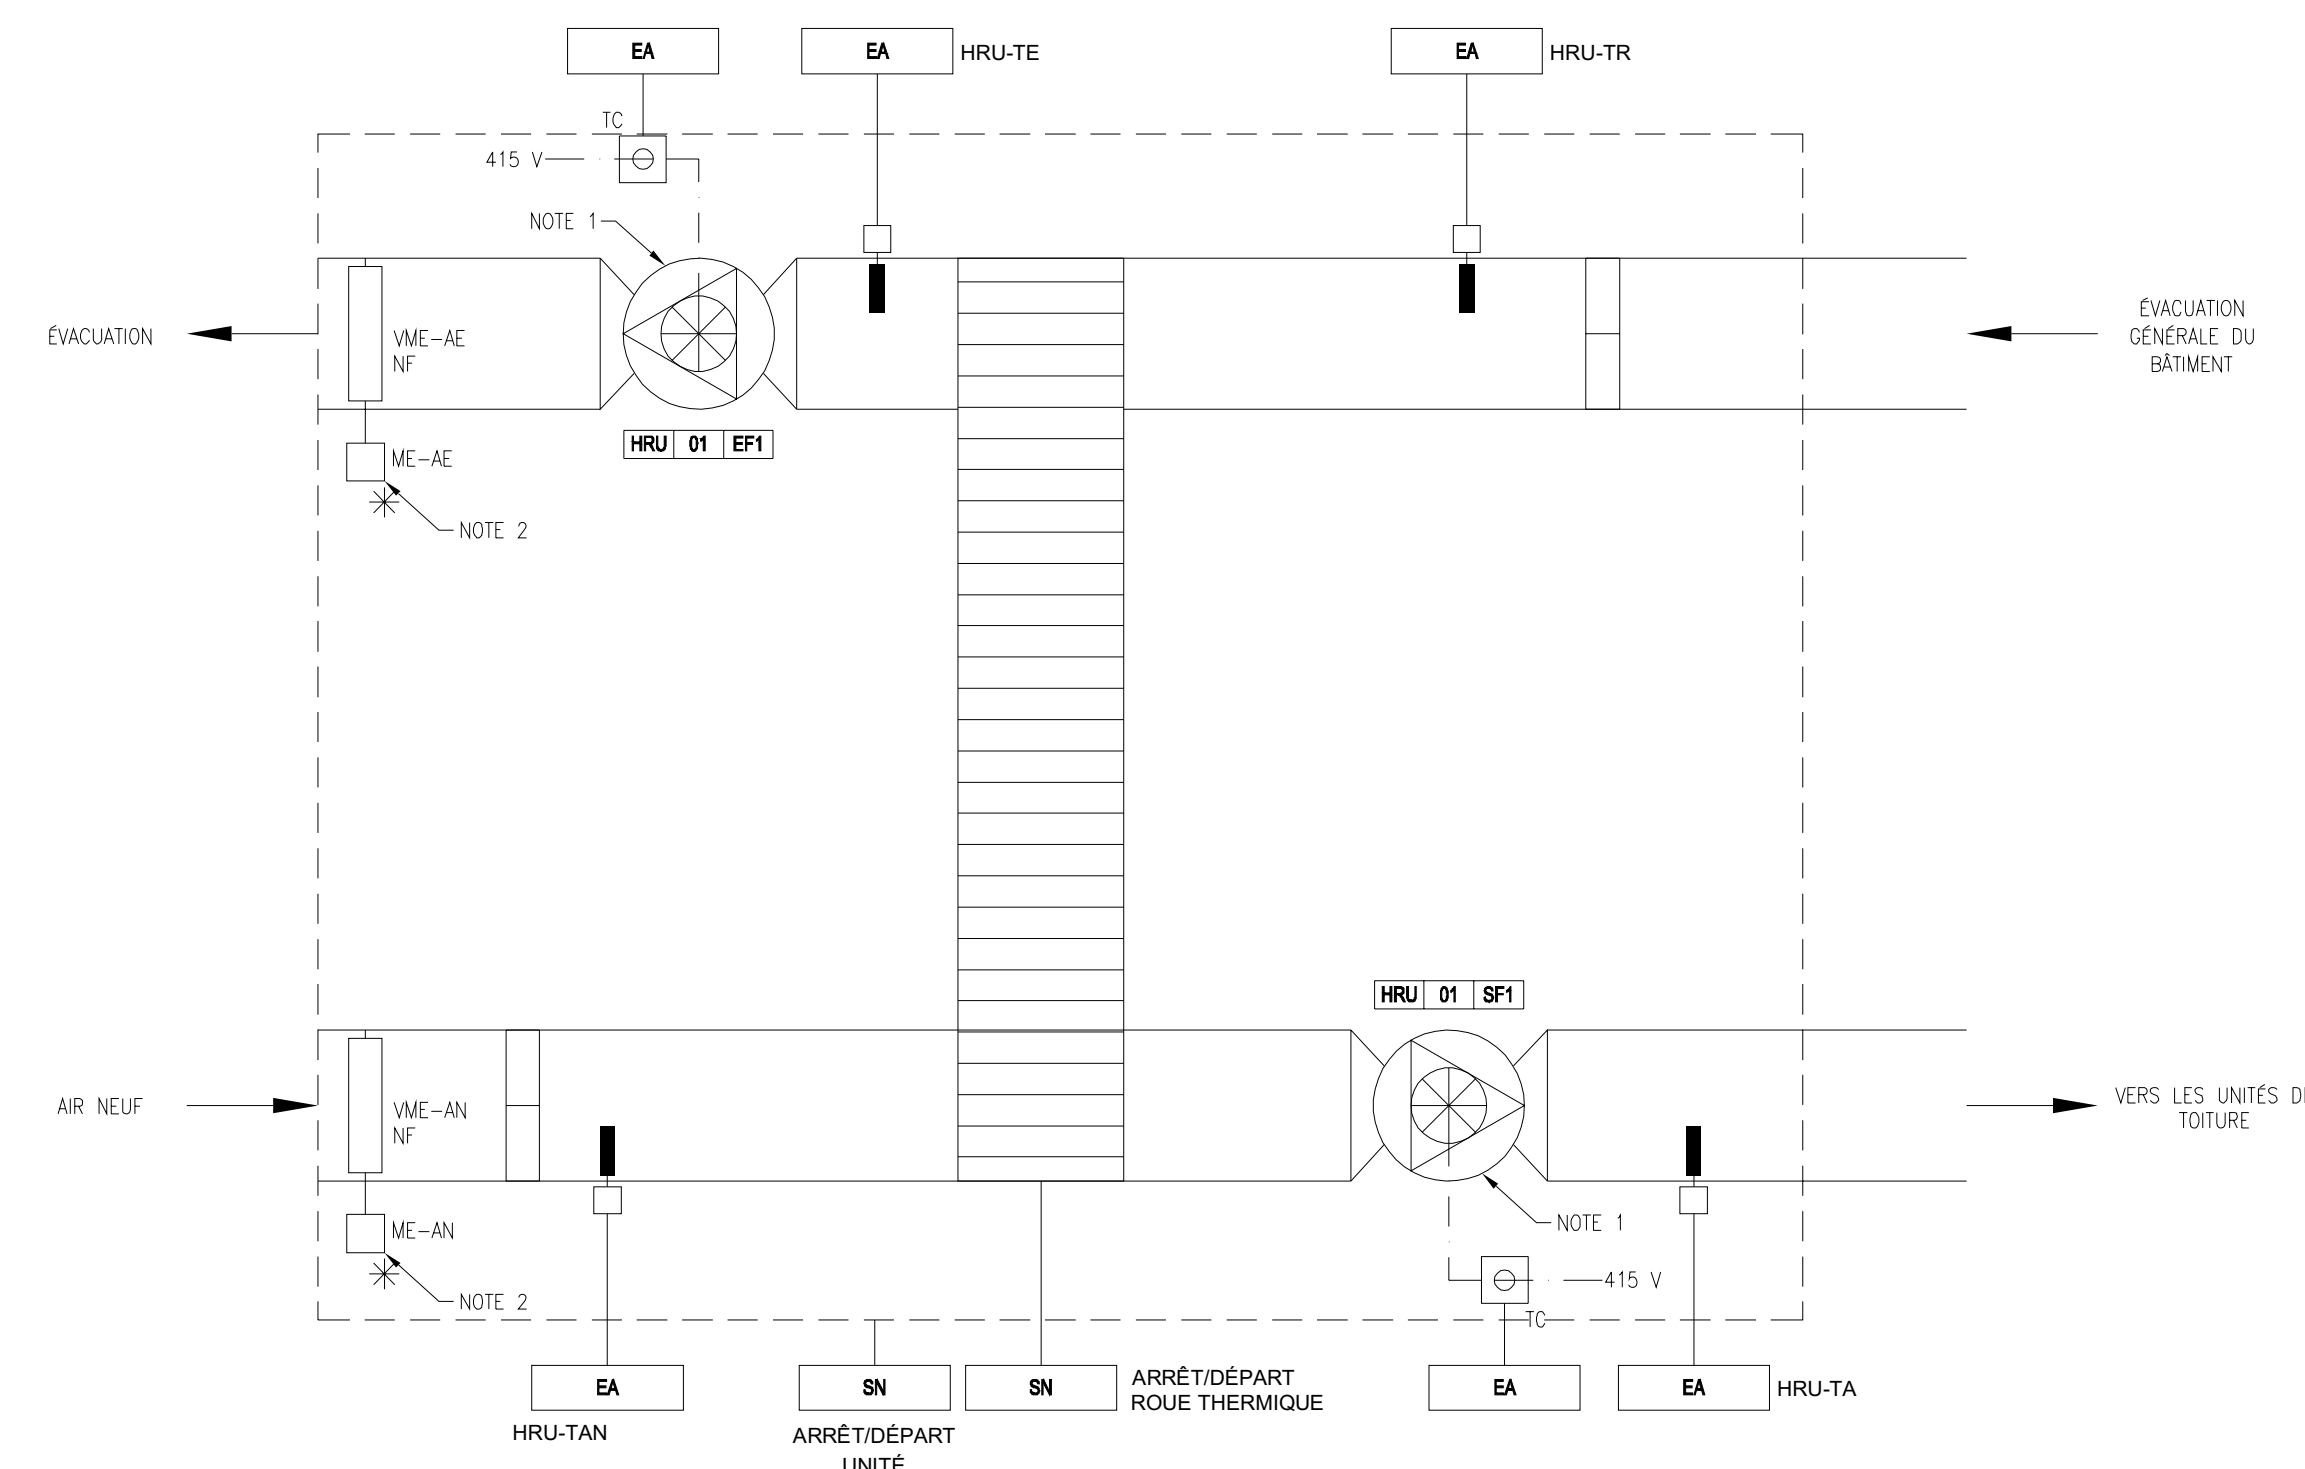 EA
EA HRU-TE
EA HRU-TR
TC
415 V
NOTE 1
ÉVACUATION
VME-AE
NF
ÉVACUATION
GÉNÉRALE DU
BÂTIMENT
HRU 01 EF1
ME-AE
NOTE 2
HRU 01 SF1
AIR NEUF
VME-AN
NF
VERS LES UNITÉS
TOITURE
ME-AN
NOTE 1
NOTE 2
415 V
TC
EA
SN
SN
ARRÊT/DÉPART
ROUE THERMIQUE
EA
EA HRU-TA
HRU-TAN
ARRÊT/DÉPART
UNITÉ